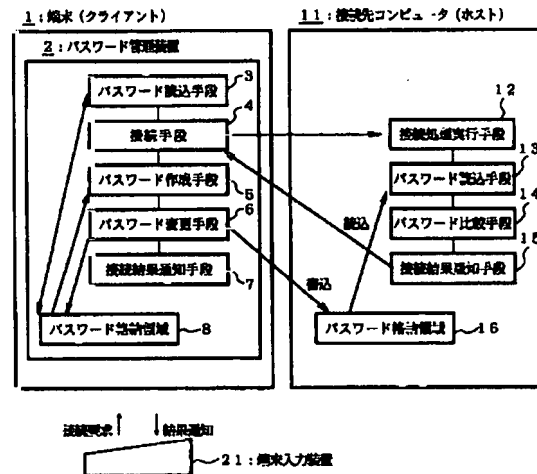 1:端末（クライアント）
2:パスワード管理装置
パスワード読込手段
3
4
接続手段
パスワード作成手段
5
6
パスワード変更手段
接続結果通知手段
7
パスワード格納領域
8
11:接続先コンピュータ（ホスト）
12
接続処理実行手段
13
パスワード読込手段
14
パスワード比較手段
15
接続結果通知手段
読込
書込
パスワード格納領域
16
接続要求
結果通知
21:端末入力装置